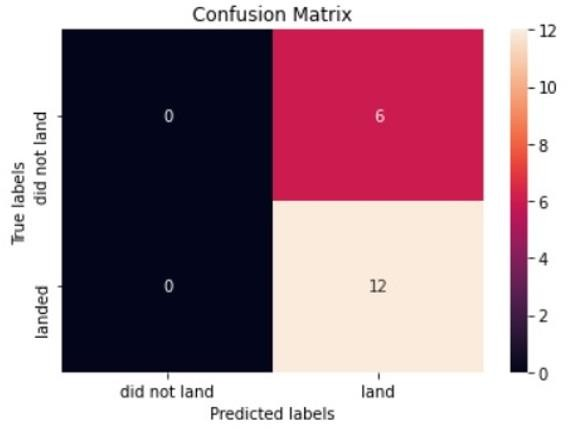 Confusion Matrix
True labels
did not land
0
6
landed
0
12
did not land
land
Predicted labels
12
10
8
6
4
2
0